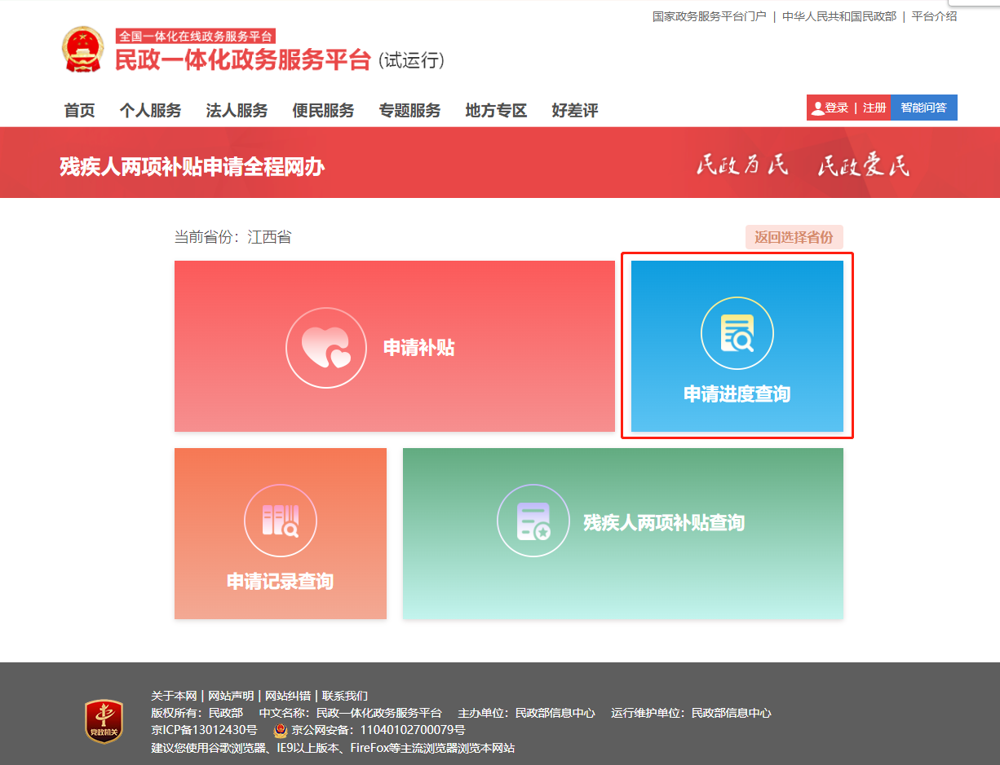 国家政务服务平台门户 | 中华人民共和国民政部 | 平台介绍
全国一体化在线政务服务平台
民政一体化政务服务平台 (试运行)
首页 个人服务 法人服务 便民服务 专题服务 地方专区 好差评
登录 | 注册 智能问答
残疾人两项补贴申请全程网办
民政为民 民政爱民
当前省份：江西省
返回选择省份
申请补贴
申请进度查询
申请记录查询
残疾人两项补贴查询
关于本网 | 网站声明 | 网站纠错 | 联系我们
版权所有：民政部 中文名称：民政一体化政务服务平台 主办单位：民政部信息中心 运行维护单位：民政部信息中心
京ICP备13012430号 京公网安备：11040102700079号
建议您使用谷歌浏览器、IE9以上版本、FireFox等主流浏览器浏览本网站
党政机关